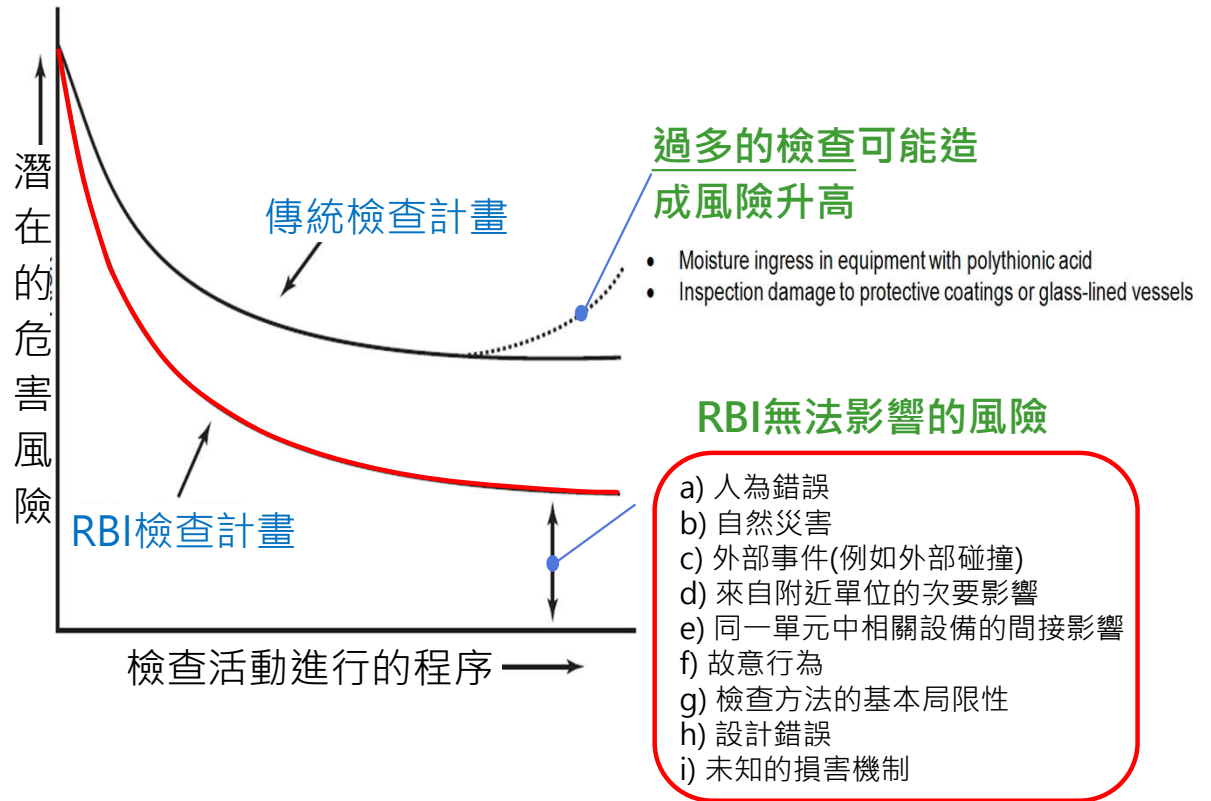 過多的檢查可能造
成風險升高
傳統檢查計畫
• Moisture ingress in equipment with polythionic acid
• Inspection damage to protective coatings or glass-lined vessels
潛在的危害風險
RBI無法影響的風險
RBI檢查計畫
a) 人為錯誤
b) 自然災害
c) 外部事件(例如外部碰撞)
d) 來自附近單位的次要影響
e) 同一單元中相關設備的間接影響
f) 故意行為
g) 檢查方法的基本局限性
h) 設計錯誤
i) 未知的損害機制
檢查活動進行的程序